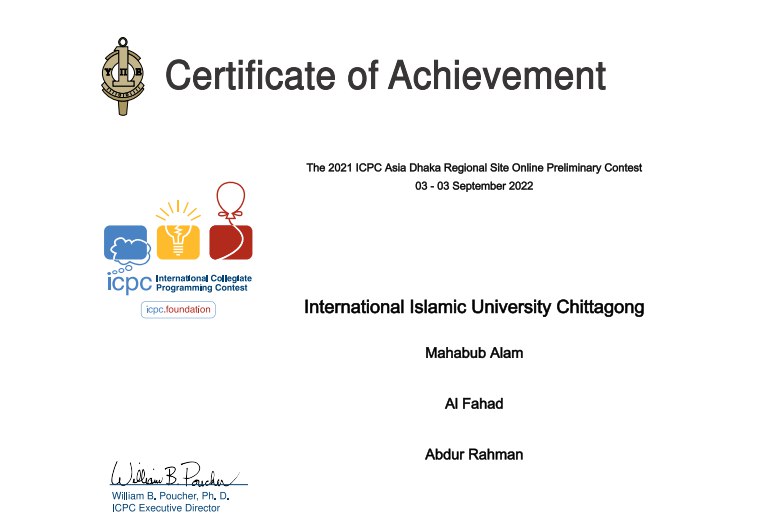 Certificate of Achievement
The 2021 ICPC Asia Dhaka Regional Site Online Preliminary Contest
03 - 03 September 2022
icpc International Collegiate
Programming Contest
icpc.foundation
International Islamic University Chittagong
Mahabub Alam
Al Fahad
Abdur Rahman
William B. Poucher
William B. Poucher, Ph. D.
ICPC Executive Director